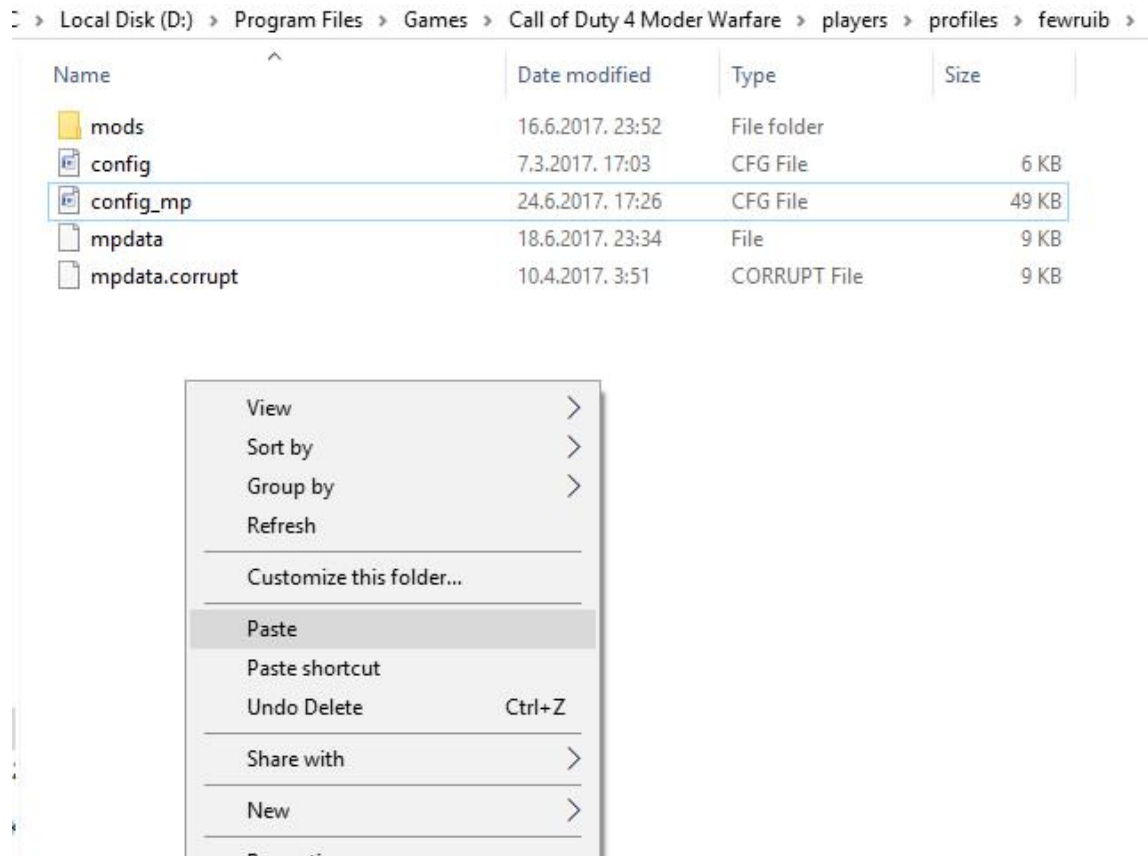 Local Disk (D:) > Program Files > Games > Call of Duty 4 Moder Warfare > players > profiles > fewruib >
Name Date modified Type Size
mods 16.6.2017. 23:52 File folder
config 7.3.2017. 17:03 CFG File 6 KB
config_mp 24.6.2017. 17:26 CFG File 49 KB
mpdata 18.6.2017. 23:34 File 9 KB
mpdata.corrupt 10.4.2017. 3:51 CORRUPT File 9 KB
View
Sort by
Group by
Refresh
Customize this folder...
Paste
Paste shortcut
Undo Delete Ctrl+Z
Share with
New